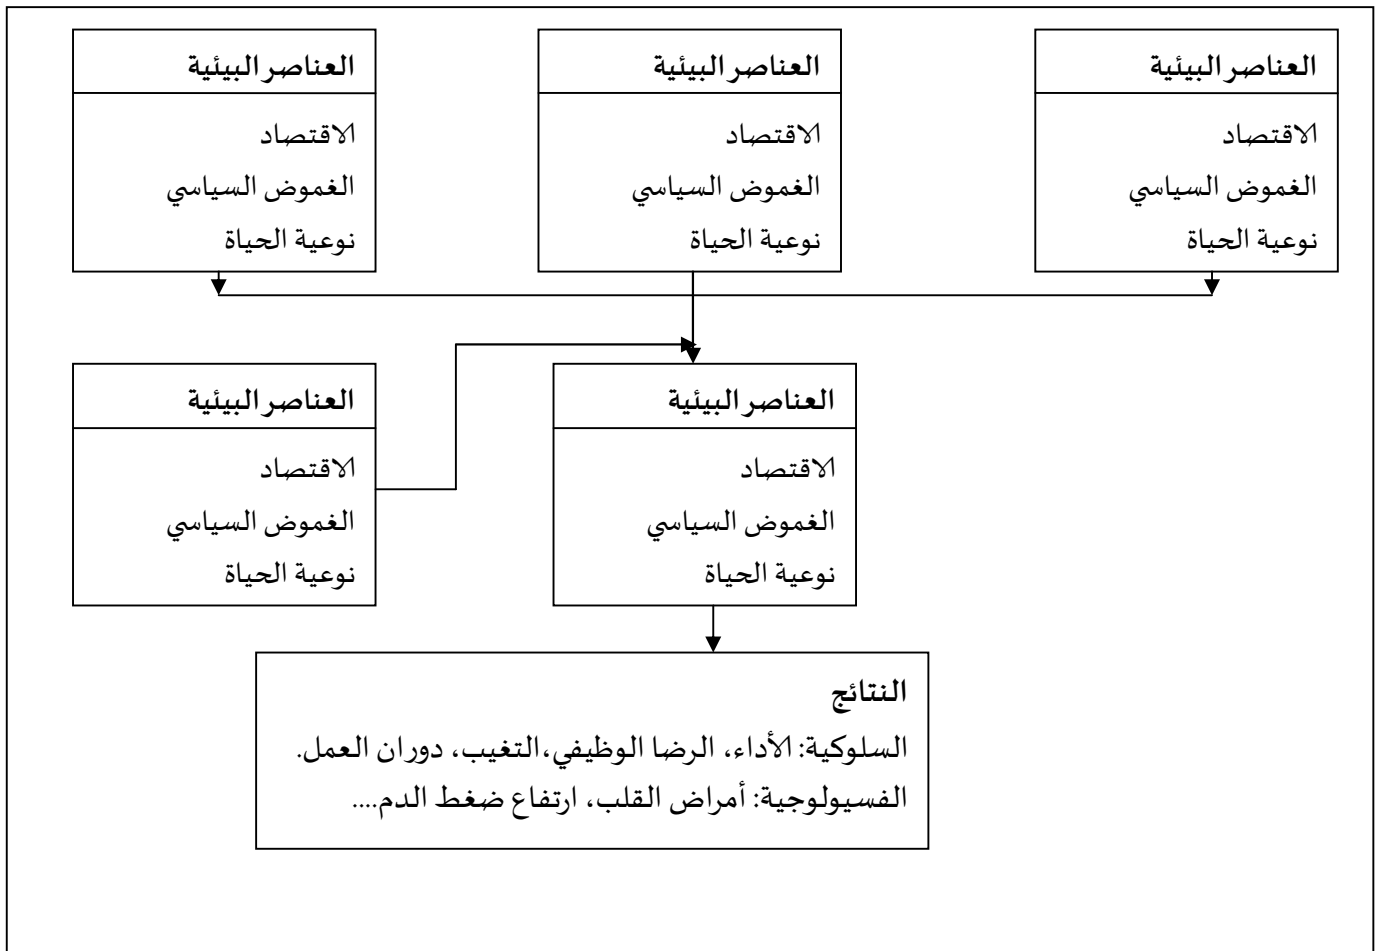 العناصر البيئية
الاقتصاد
الغموض السياسي
نوعية الحياة
العناصر البيئية
الاقتصاد
الغموض السياسي
نوعية الحياة
العناصر البيئية
الاقتصاد
الغموض السياسي
نوعية الحياة
العناصر البيئية
الاقتصاد
الغموض السياسي
نوعية الحياة
العناصر البيئية
الاقتصاد
الغموض السياسي
نوعية الحياة
النتائج
السلوكية: الأداء، الرضا الوظيفي،التغيب، دوران العمل.
الفسيولوجية: أمراض القلب، ارتفاع ضغط الدم....